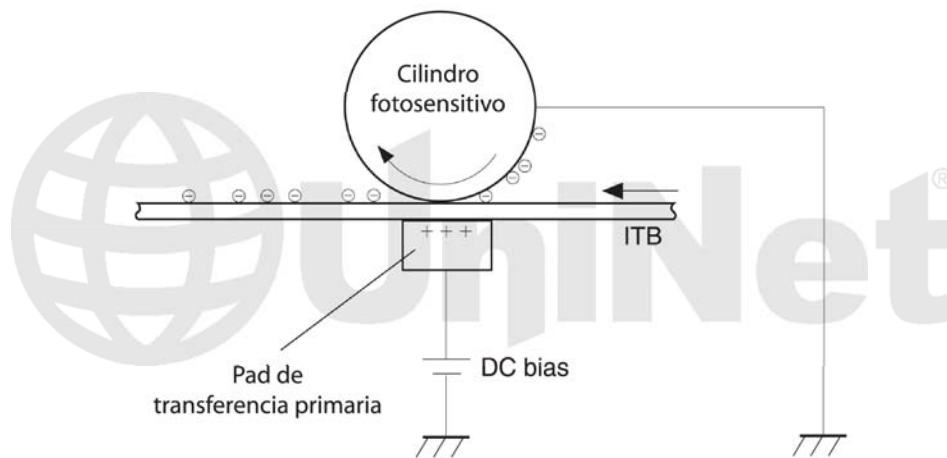 Cilindro
fotosensitivo
ITB
UniNet®
+ + +
DC bias
Pad de
transferencia primaria